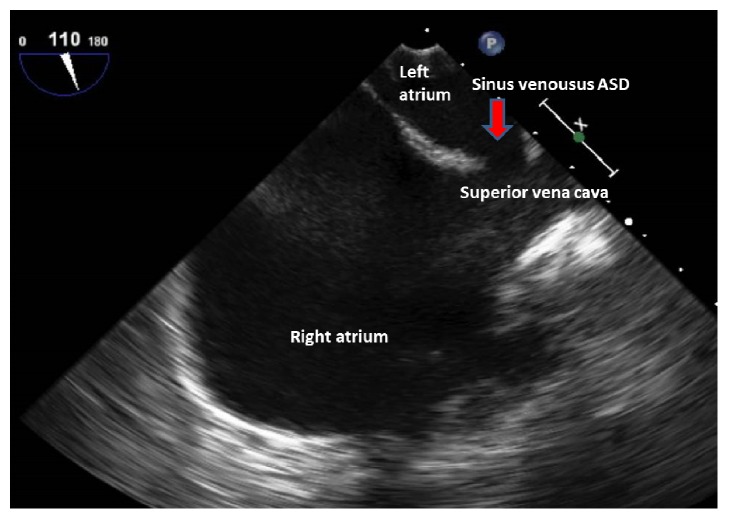 0 110 180
P
Left
atrium
Sinus venousus ASD
X
Superior vena cava
Right atrium